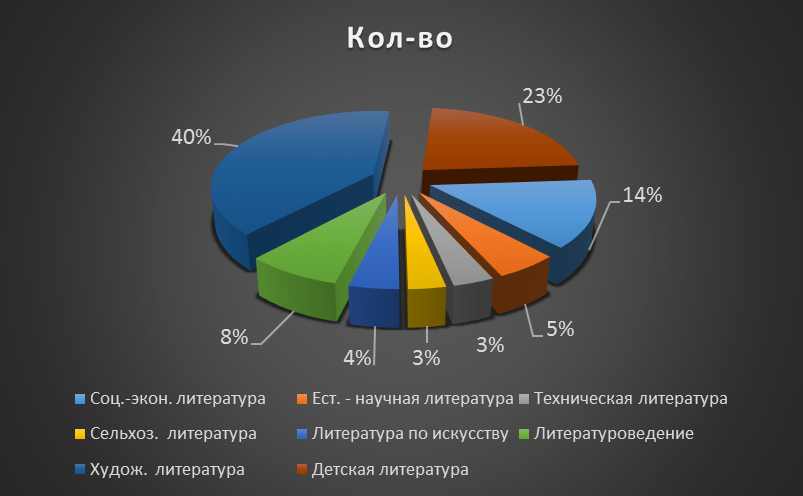 Кол-во
40%
23%
14%
5%
3%
3%
4%
8%
Соц.-экон. литература
Ест. - научная литература
Техническая литература
Сельхоз.  литература
Литература по искусству
Литературоведение
Худож.  литература
Детская литература